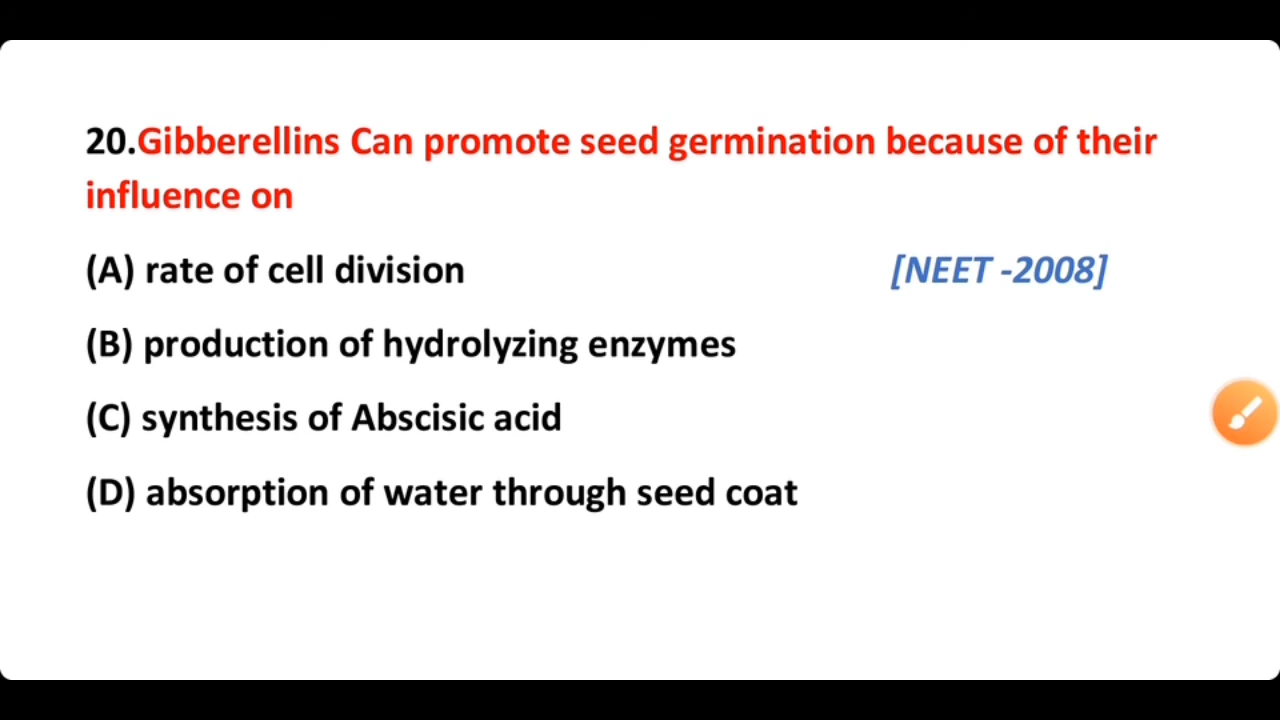 20.Gibberellins Can promote seed germination because of their
influence on
(A) rate of cell division [NEET -2008]
(B) production of hydrolyzing enzymes
(C) synthesis of Abscisic acid
(D) absorption of water through seed coat